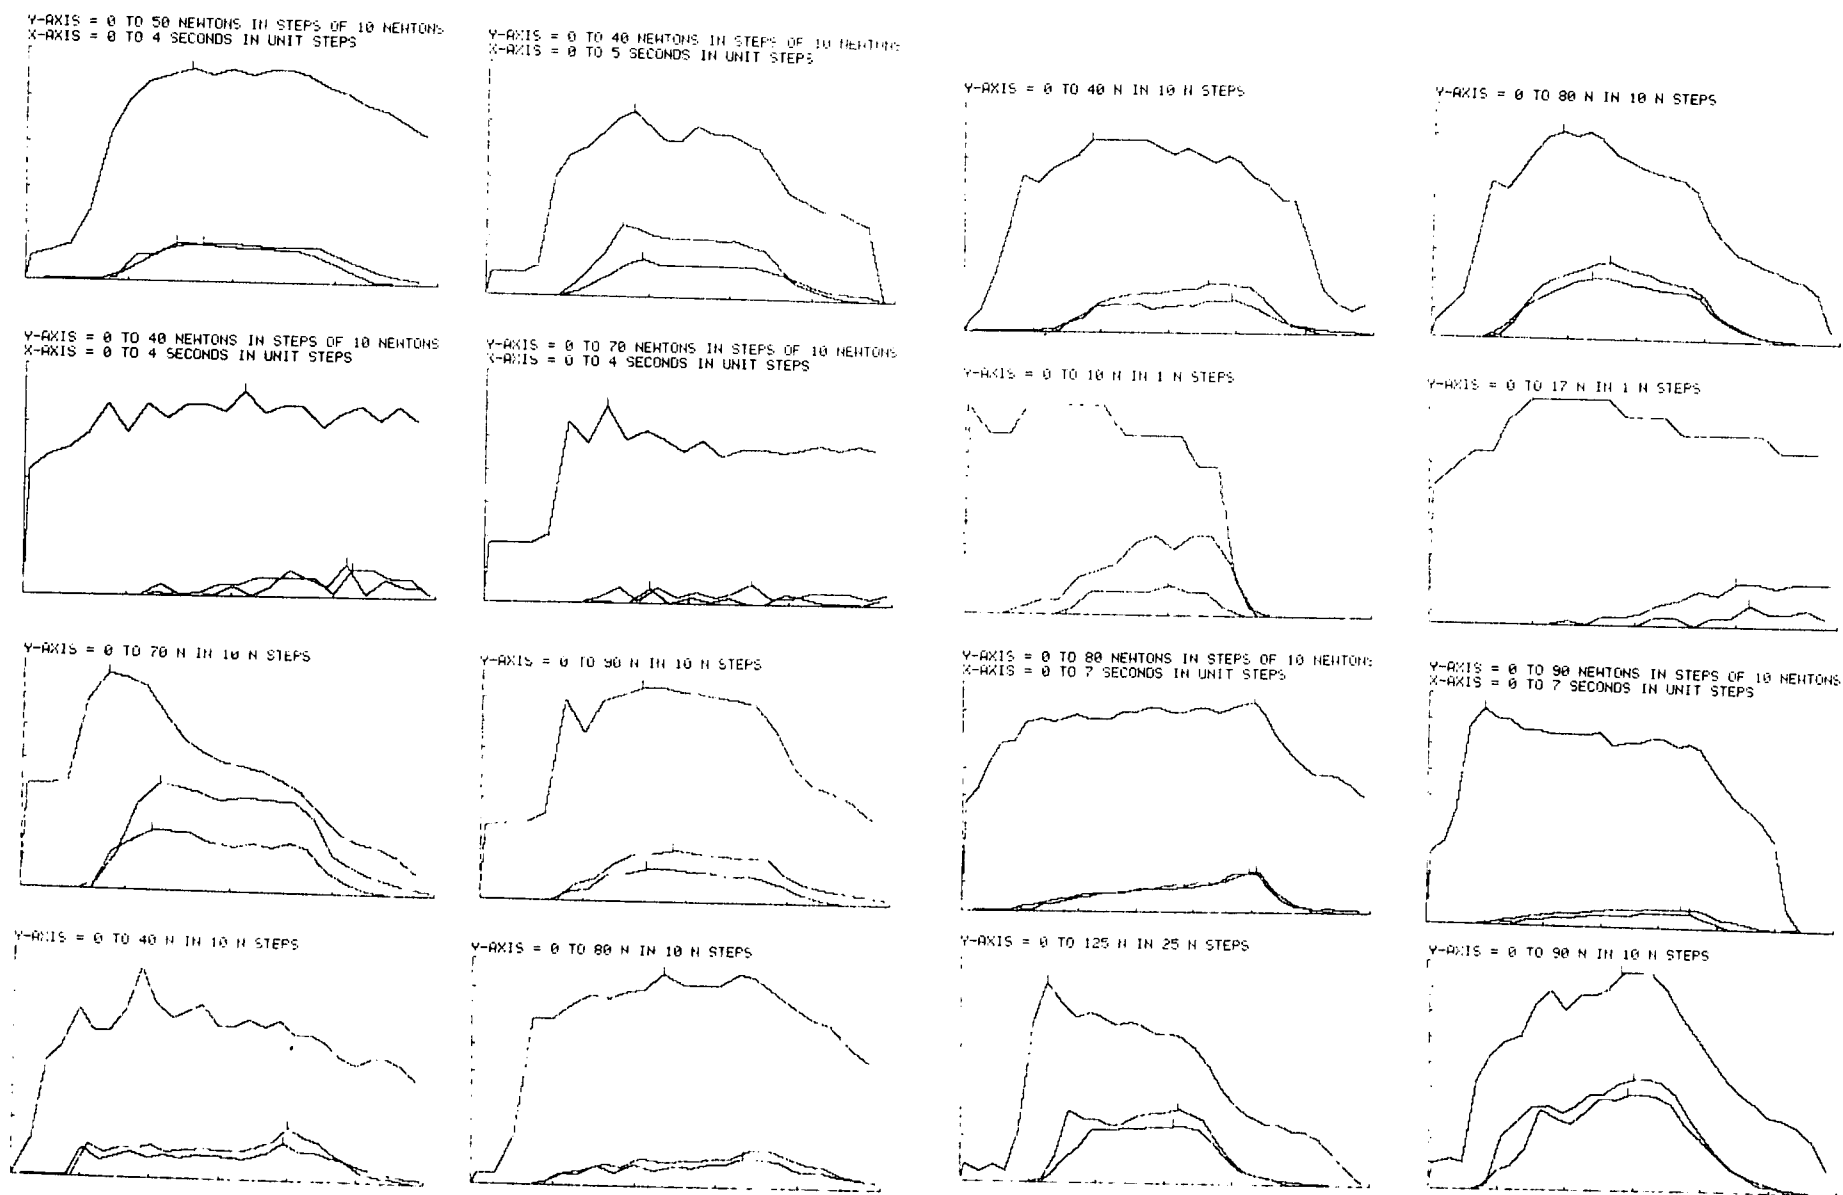 Y-AXIS = 0 TO 50 NEWTONS IN STEPS OF 10 NEWTONS
X-AXIS = 0 TO 4 SECONDS IN UNIT STEPS
Y-AXIS = 0 TO 40 NEWTONS IN STEPS OF 10 NEWTONS
X-AXIS = 0 TO 5 SECONDS IN UNIT STEPS
Y-AXIS = 0 TO 40 N IN 10 N STEPS
Y-AXIS = 0 TO 80 N IN 10 N STEPS
Y-AXIS = 0 TO 40 NEWTONS IN STEPS OF 10 NEWTONS
X-AXIS = 0 TO 4 SECONDS IN UNIT STEPS
Y-AXIS = 0 TO 70 NEWTONS IN STEPS OF 10 NEWTONS
X-AXIS = 0 TO 4 SECONDS IN UNIT STEPS
Y-AXIS = 0 TO 10 N IN 1 N STEPS
Y-AXIS = 0 TO 17 N IN 1 N STEPS
Y-AXIS = 0 TO 70 N IN 10 N STEPS
Y-AXIS = 0 TO 90 N IN 10 N STEPS
Y-AXIS = 0 TO 80 NEWTONS IN STEPS OF 10 NEWTONS
X-AXIS = 0 TO 7 SECONDS IN UNIT STEPS
Y-AXIS = 0 TO 90 NEWTONS IN STEPS OF 10 NEWTONS
X-AXIS = 0 TO 7 SECONDS IN UNIT STEPS
Y-AXIS = 0 TO 40 N IN 10 N STEPS
Y-AXIS = 0 TO 80 N IN 10 N STEPS
Y-AXIS = 0 TO 125 N IN 25 N STEPS
Y-AXIS = 0 TO 90 N IN 10 N STEPS